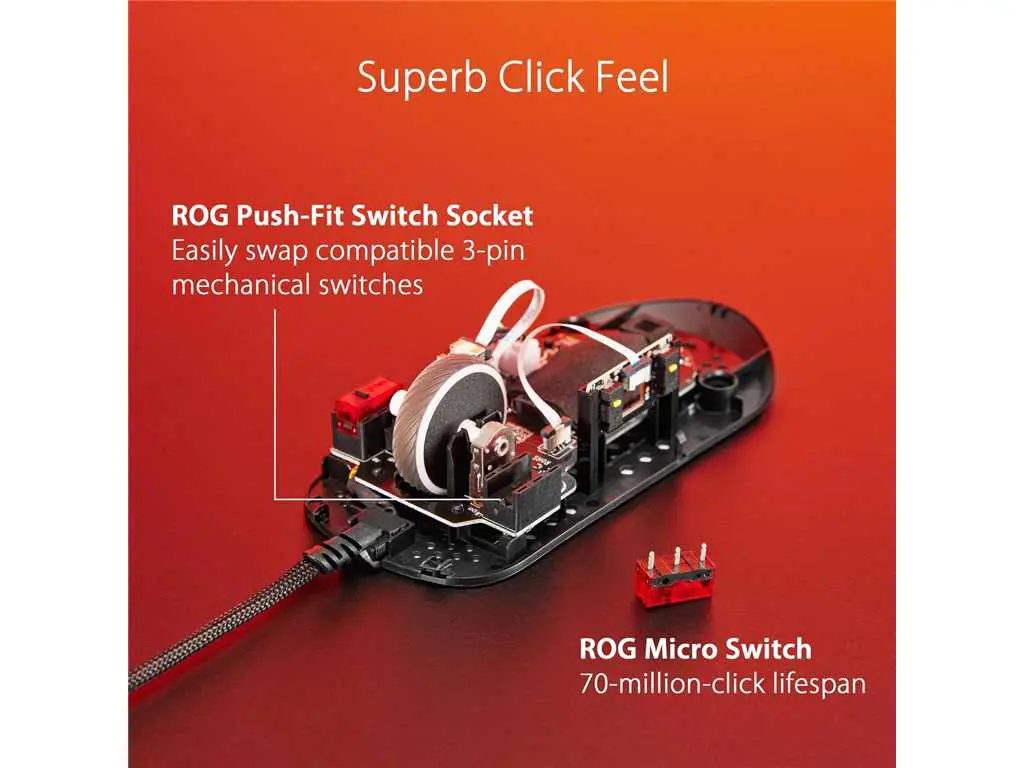 Superb Click Feel
ROG Push-Fit Switch Socket
Easily swap compatible 3-pin
mechanical switches
ROG Micro Switch
70-million-click lifespan